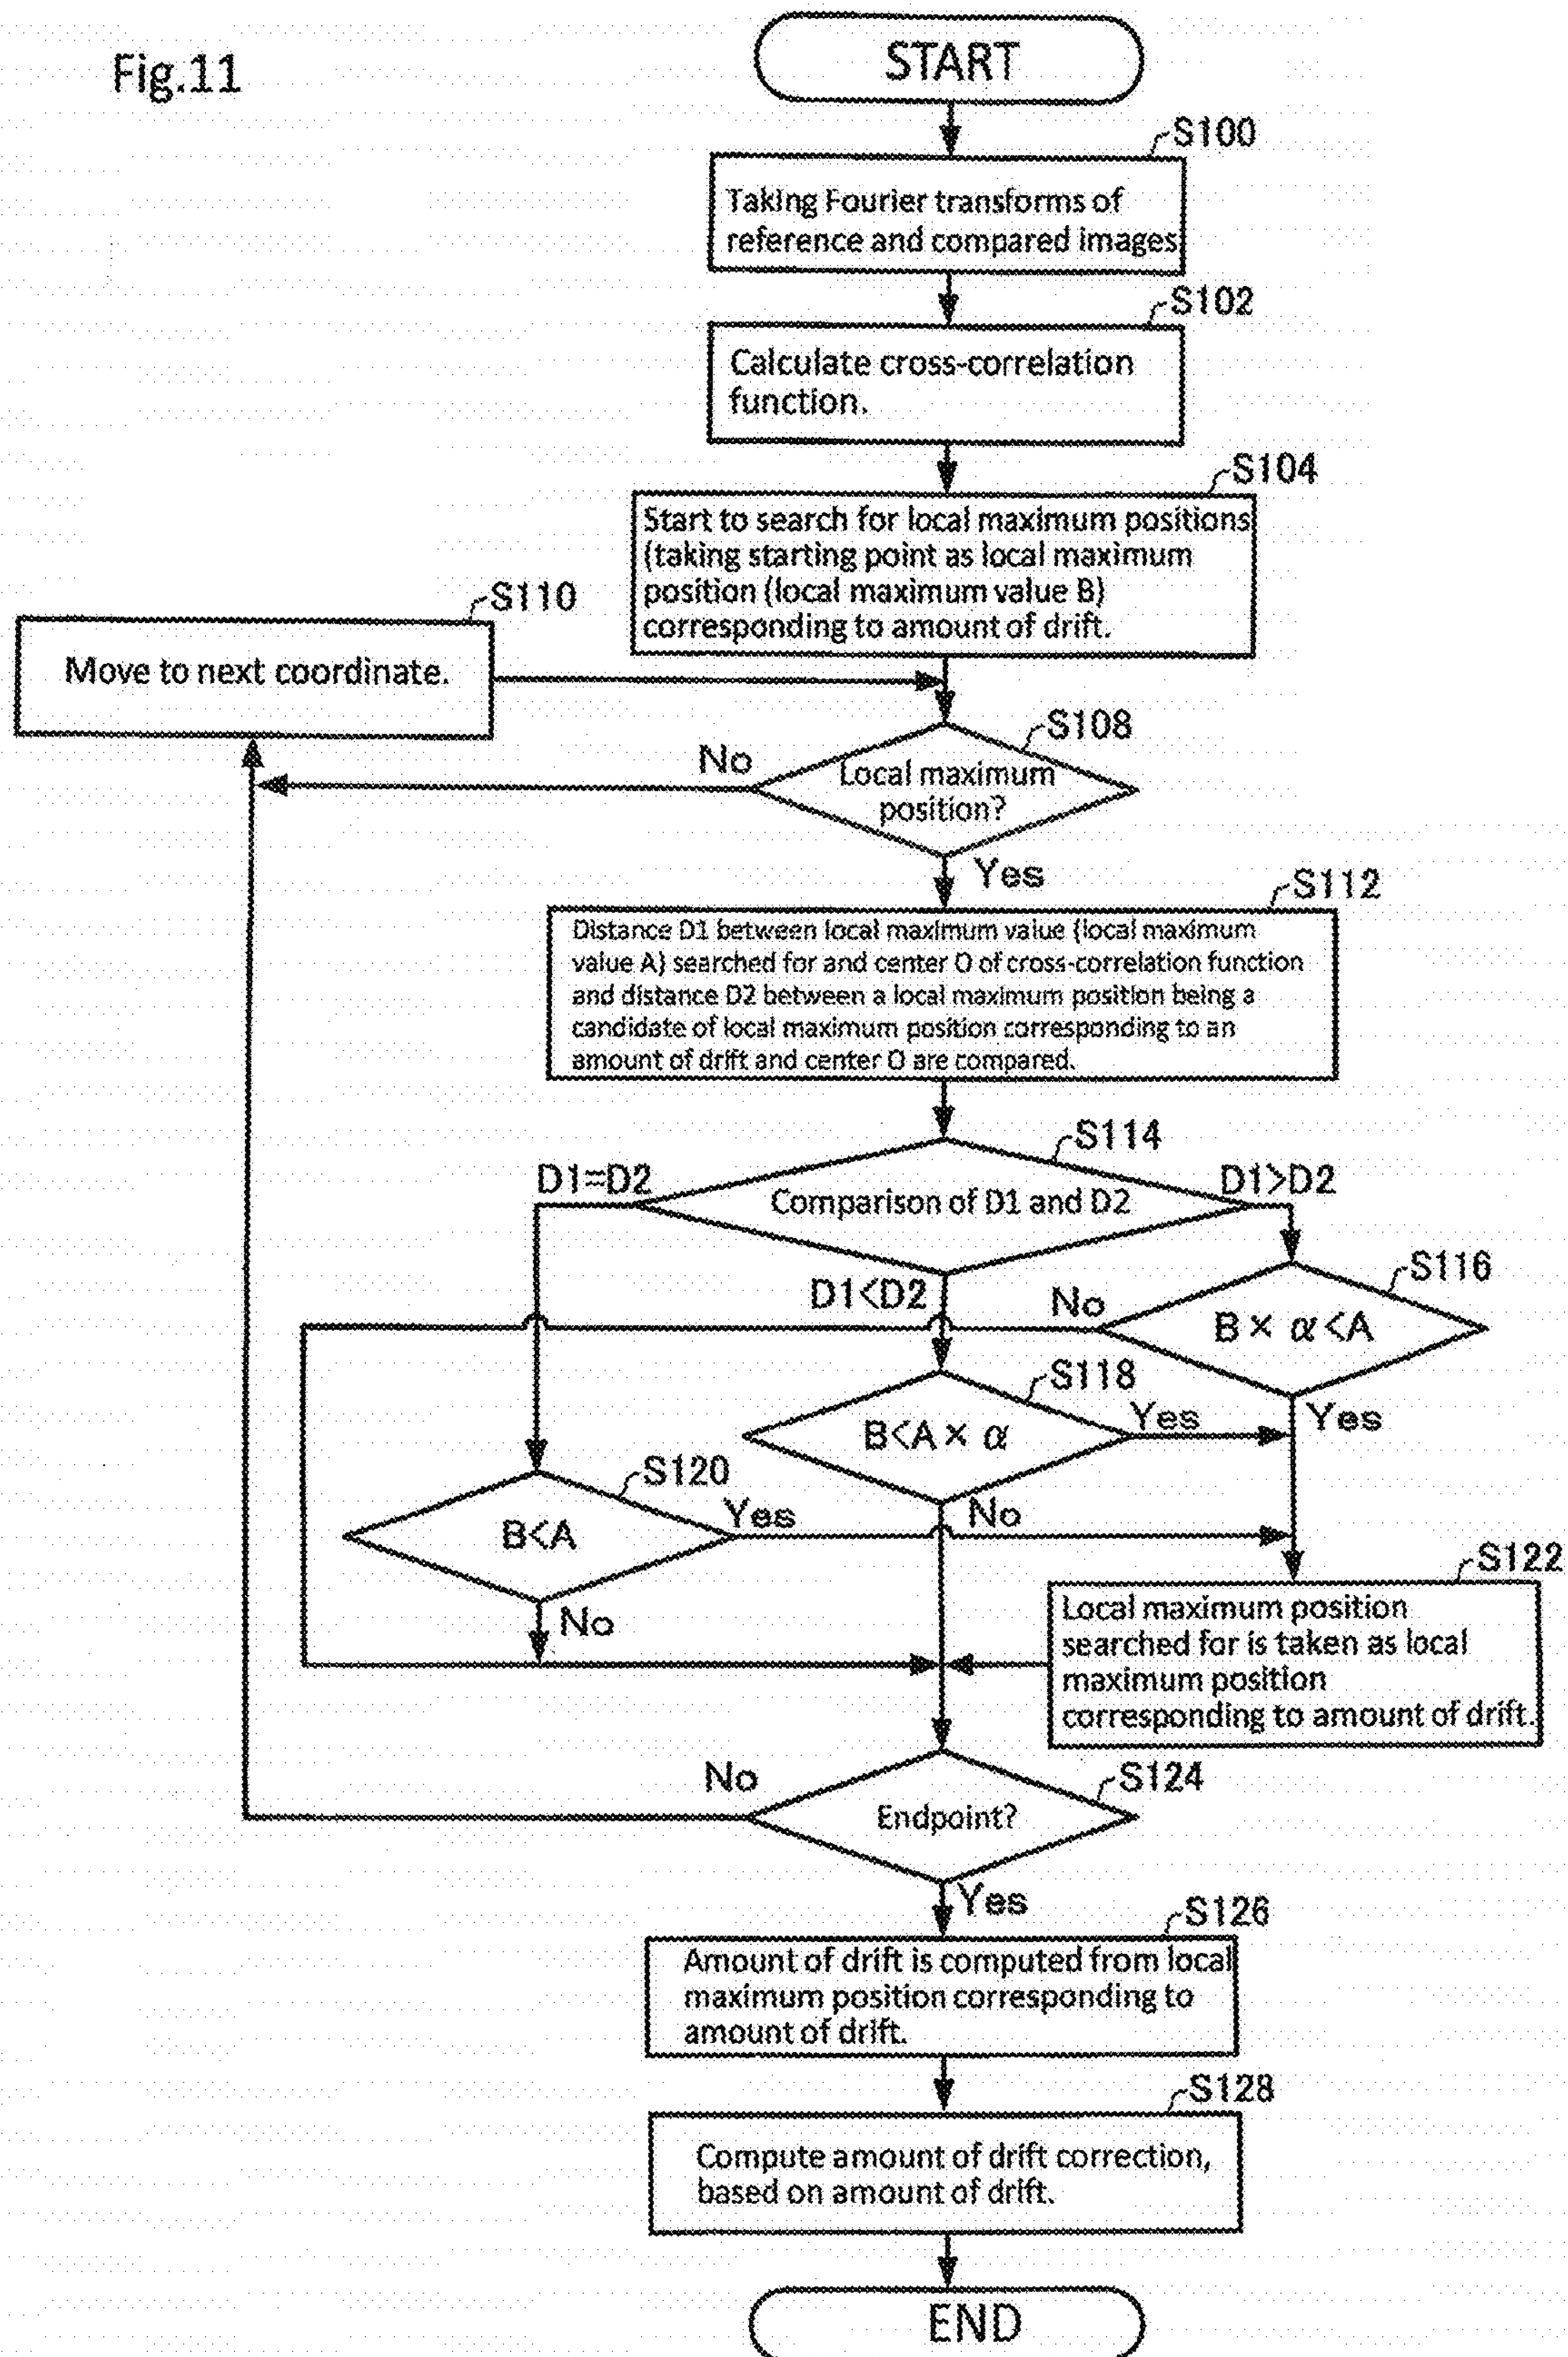 Fig.11
START
S100
Taking Fourier transforms of
reference and compared images
S102
Calculate cross-correlation
function.
S104
Start to search for local maximum positions
(taking starting point as local maximum
position (local maximum value B)
corresponding to amount of drift.
S110
Move to next coordinate.
S108
No
Local maximum
position?
Yes
S112
Distance D1 between local maximum value (local maximum
value A) searched for and center O of cross-correlation function
and distance D2 between a local maximum position being a
candidate of local maximum position corresponding to an
amount of drift and center O are compared.
S114
D1=D2
Comparison of D1 and D2
D1>D2
D1<D2
S116
No
B× α<A
Yes
S118
B<A× α
Yes
No
S120
B<A
Yes
No
S122
Local maximum position
searched for is taken as local
maximum position
corresponding to amount of drift.
S124
No
Endpoint?
Yes
S126
Amount of drift is computed from local
maximum position corresponding to
amount of drift.
S128
Compute amount of drift correction,
based on amount of drift.
END